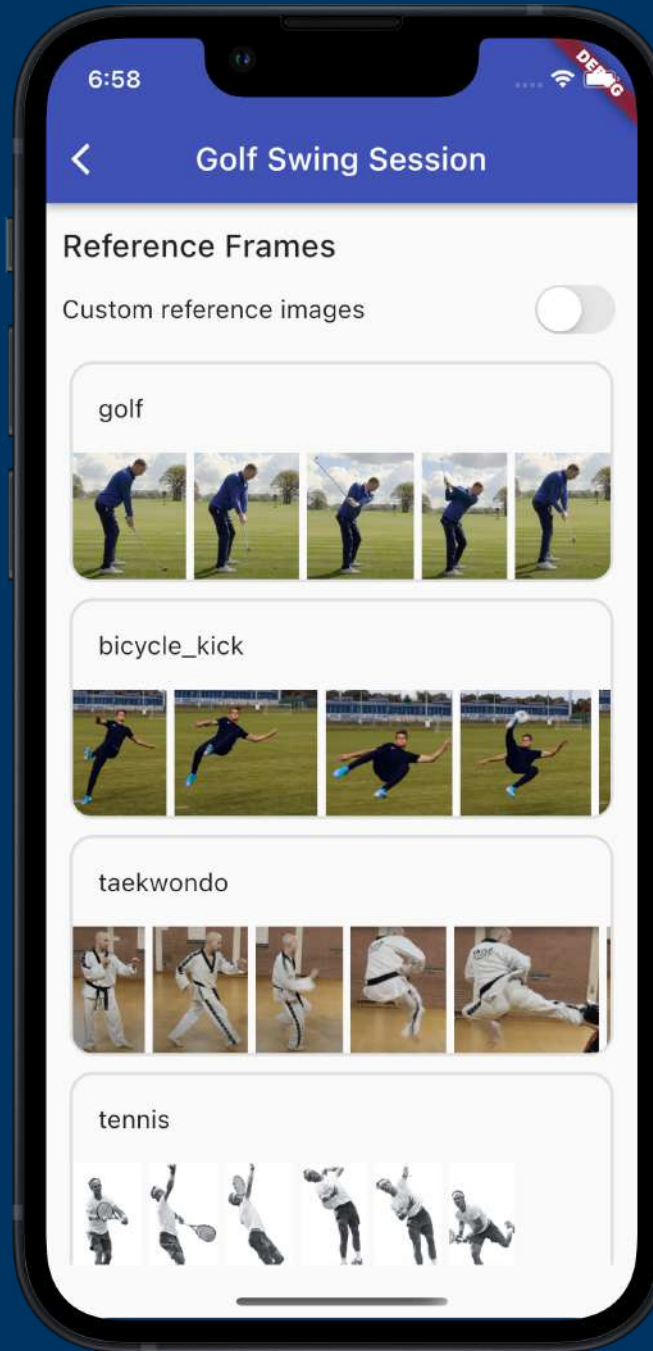 6:58
DEBUG
Golf Swing Session
Reference Frames
Custom reference images
golf
bicycle_kick
taekwondo
tennis